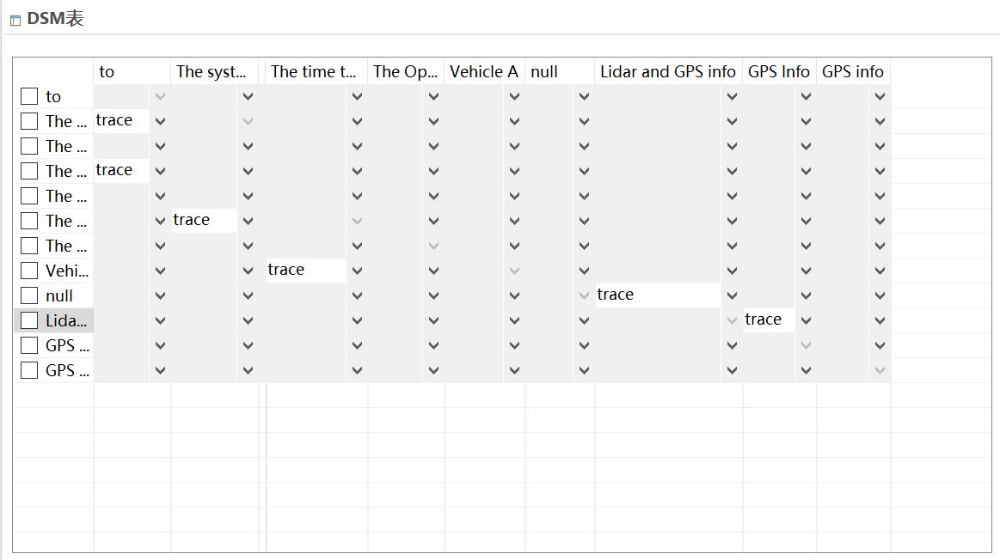 DSM表
to The syst... The time t... The Op... Vehicle A null Lidar and GPS info GPS Info GPS info
to
The ... trace
The ...
The ... trace
The ...
The ... trace
The ...
Vehi... trace
null trace
Lida... trace
GPS ...
GPS ...